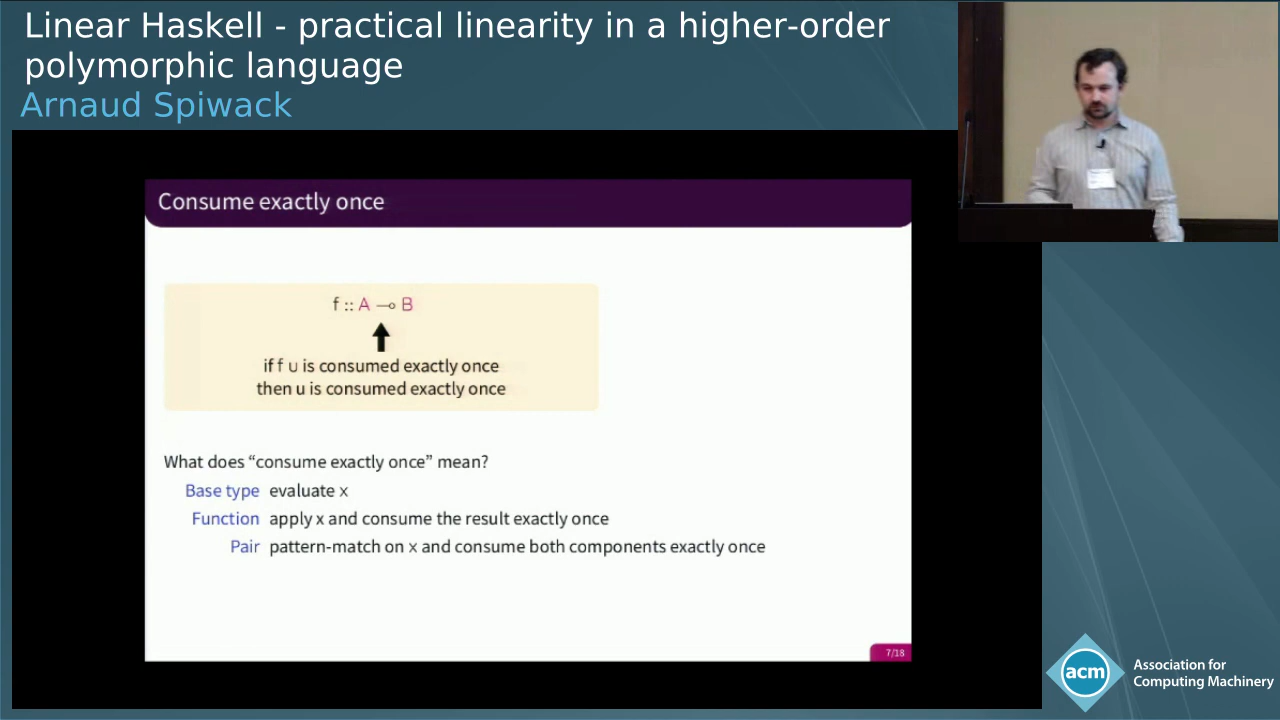 Linear Haskell - practical linearity in a higher-order
polymorphic language
Arnaud Spiwack
Consume exactly once
f :: A ⊸ B
if f u is consumed exactly once
then u is consumed exactly once
What does “consume exactly once” mean?
Base type evaluate x
Function apply x and consume the result exactly once
Pair pattern-match on x and consume both components exactly once
7/18
acm
Association for
Computing Machinery